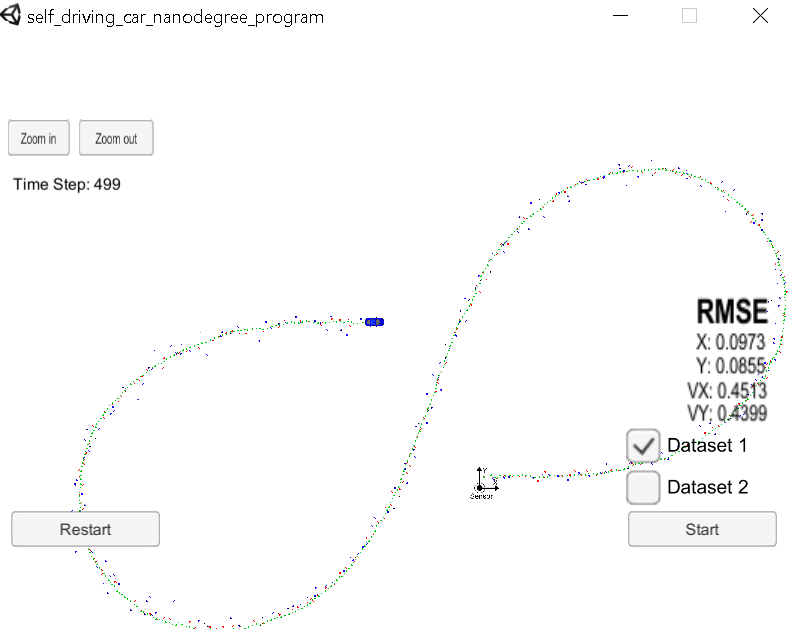 self_driving_car_nanodegree_program
Zoom in
Zoom out
Time Step: 499
RMSE
X: 0.0973
Y: 0.0855
VX: 0.4513
VY: 0.4399
Dataset 1
Y
X
Sensor
Dataset 2
Restart
Start